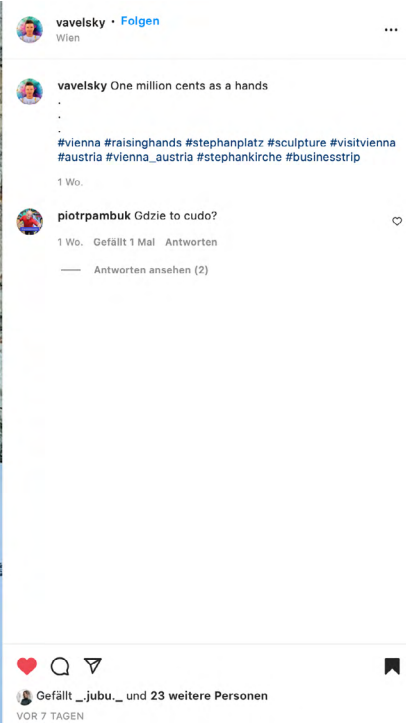 vavelsky • Folgen
Wien
vavelsky One million cents as a hands
.
.
.
#vienna #raisinghands #stephanplatz #sculpture #visitvienna
#austria #vienna_austria #stephankirche #businesstrip
1 Wo.
piotrpambuk Gdzie to cudo?
1 Wo. Gefällt 1 Mal Antworten
Antworten ansehen (2)
Gefällt _.jubu._ und 23 weitere Personen
VOR 7 TAGEN